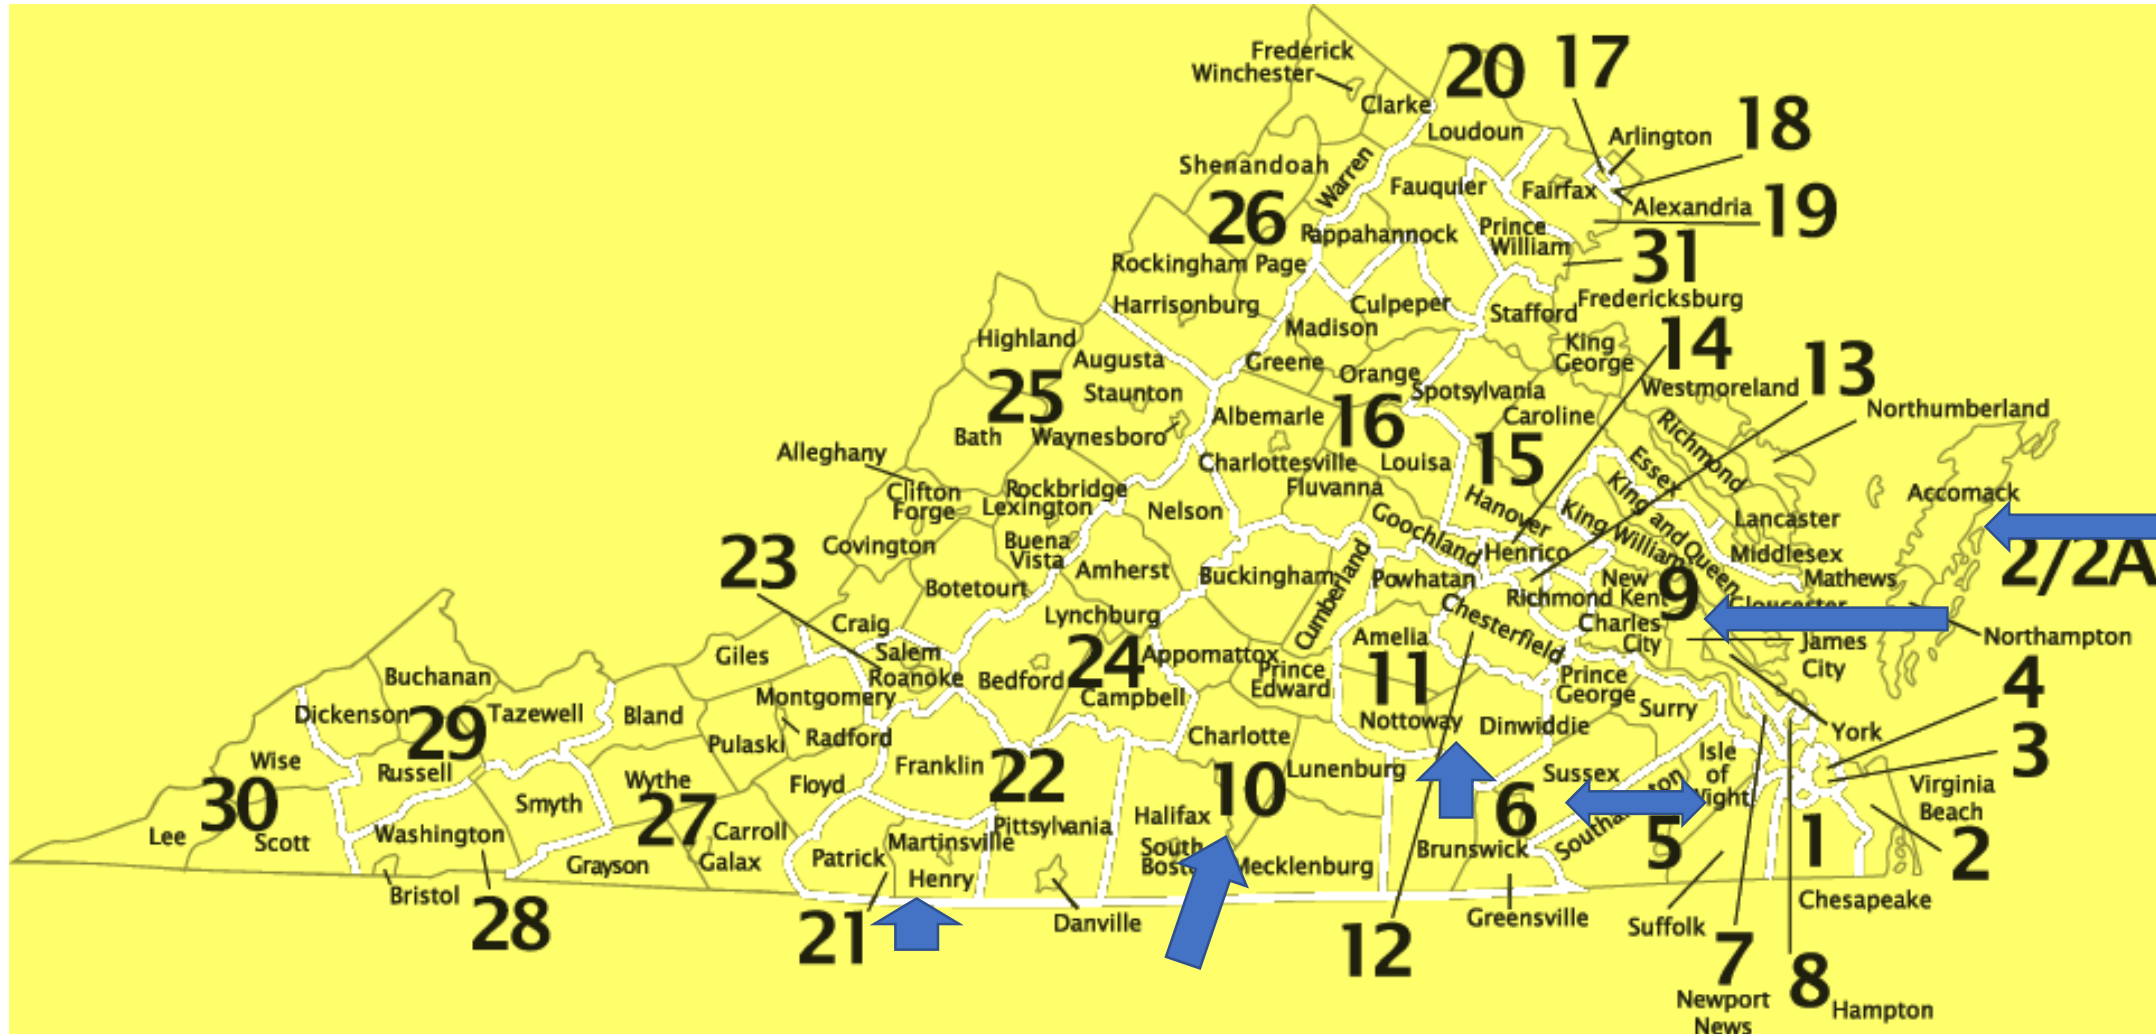 Frederick
Winchester
Clarke
20
17
Loudoun
Arlington
18
Shenandoah
Warren
Fauquier
Fairfax
Alexandria
19
26
Rappahannock
Prince
William
31
Rockingham
Page
Harrisonburg
Culpeper
Stafford
Fredericksburg
Highland
Madison
King
George
14
Augusta
Greene
Orange
13
25
Staunton
Spotsylvania
Westmoreland
Albemarle
16
Caroline
Northumberland
Bath
Waynesboro
Richmond
Alleghany
Charlottesville
Louisa
15
Essex
Clifton
Forge
Rockbridge
Lexington
Fluvanna
Hanover
King and Queen
Accomack
Nelson
Goochland
King William
Lancaster
Covington
Buena
Vista
Henrico
Middlesex
2/2A
23
Amherst
Buckingham
Cumberland
Powhatan
New
Kent
Mathews
Botetourt
Richmond
9
Gloucester
Lynchburg
Chesterfield
Charles
City
Craig
Amelia
James
City
Northampton
Salem
24
Appomattox
Giles
Roanoke
Bedford
Prince
Edward
11
Prince
George
4
Buchanan
Montgomery
Campbell
Dickenson
29
Tazewell
Bland
Nottoway
Dinwiddie
Surry
York
Pulaski
Radford
Charlotte
3
Wise
Russell
Wythe
Franklin
22
Lunenburg
Isle
of
Wight
Sussex
Floyd
10
Virginia
Beach
30
Smyth
27
Halifax
6
Southampton
Lee
Scott
Washington
Carroll
Martinsville
Pittsylvania
5
1
2
Galax
Patrick
South
Brunswick
Grayson
Henry
Mecklenburg
Bristol
Chesapeake
28
21
Danville
12
Greensville
Suffolk
7
8
Newport
News
Hampton